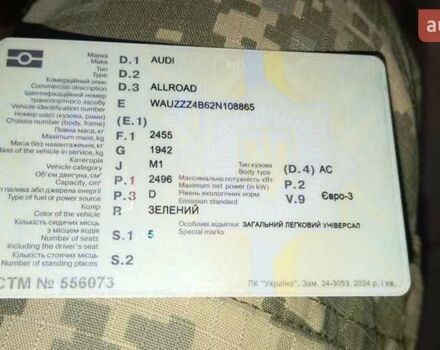 au
Марка
Make D.1 AUDI
Тип
Type D.2
Комерційний опис
Commercial description D.3 ALLROAD
Ідентифікаційний номер
транспортного засобу
Vehicle identification number E WAUZZZ4B62N108865
Номер шасі (кузова, рами)
Chassis number (body, frame) (E.1)
Повна маса, кг
Maximum mass, kg F.1 2455
Маса без навантаження, кг
Mass of the vehicle in service, kg G 1942
Категорія
Vehicle category J M1 Тип кузова
Body type (D.4) AC
Об'єм двигуна, см³
Capacity, cm³ P.1 2496 Максимальна потужність кВт
Maximum net power (in kW) P.2
палива або джерело енергії
Type of fuel or power source P.3 D Рівень екологічних норм
Emission standard V.9 Євро-3
Колір
Color R ЗЕЛЕНИЙ
Кількість сидячих місць
з місцем водія
Number of seats
including the driver's seat S.1 5 Особливі відмітки: ЗАГАЛЬНИЙ ЛЕГКОВИЙ УНІВЕРСАЛ
Special marks
Кількість стоячих місць
Number of standing places S.2
СТМ № 556073
ПК "Україна". Зам. 24-3053. 2024 р. І кв.